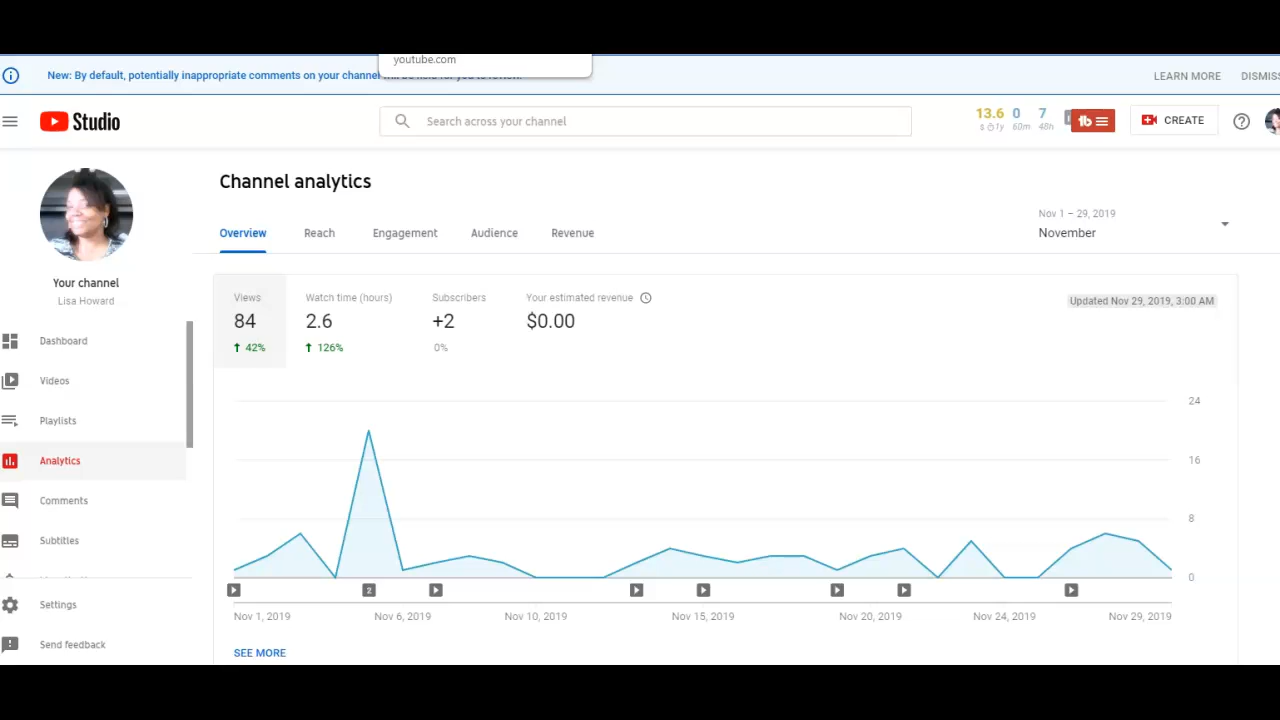 youtube.com
New: By default, potentially inappropriate comments on your channel
LEARN MORE
DISMISS
Studio
Search across your channel
13.6 0 7
$ 1y 60m 48h
tb
CREATE
Channel analytics
Overview Reach Engagement Audience Revenue
Nov 1 – 29, 2019
November
Your channel
Lisa Howard
Dashboard
Videos
Playlists
Analytics
Comments
Subtitles
Settings
Send feedback
Views
84
42%
Watch time (hours)
2.6
126%
Subscribers
+2
0%
Your estimated revenue
$0.00
Updated Nov 29, 2019, 3:00 AM
24
16
8
0
2
Nov 1, 2019 Nov 6, 2019 Nov 10, 2019 Nov 15, 2019 Nov 20, 2019 Nov 24, 2019 Nov 29, 2019
SEE MORE